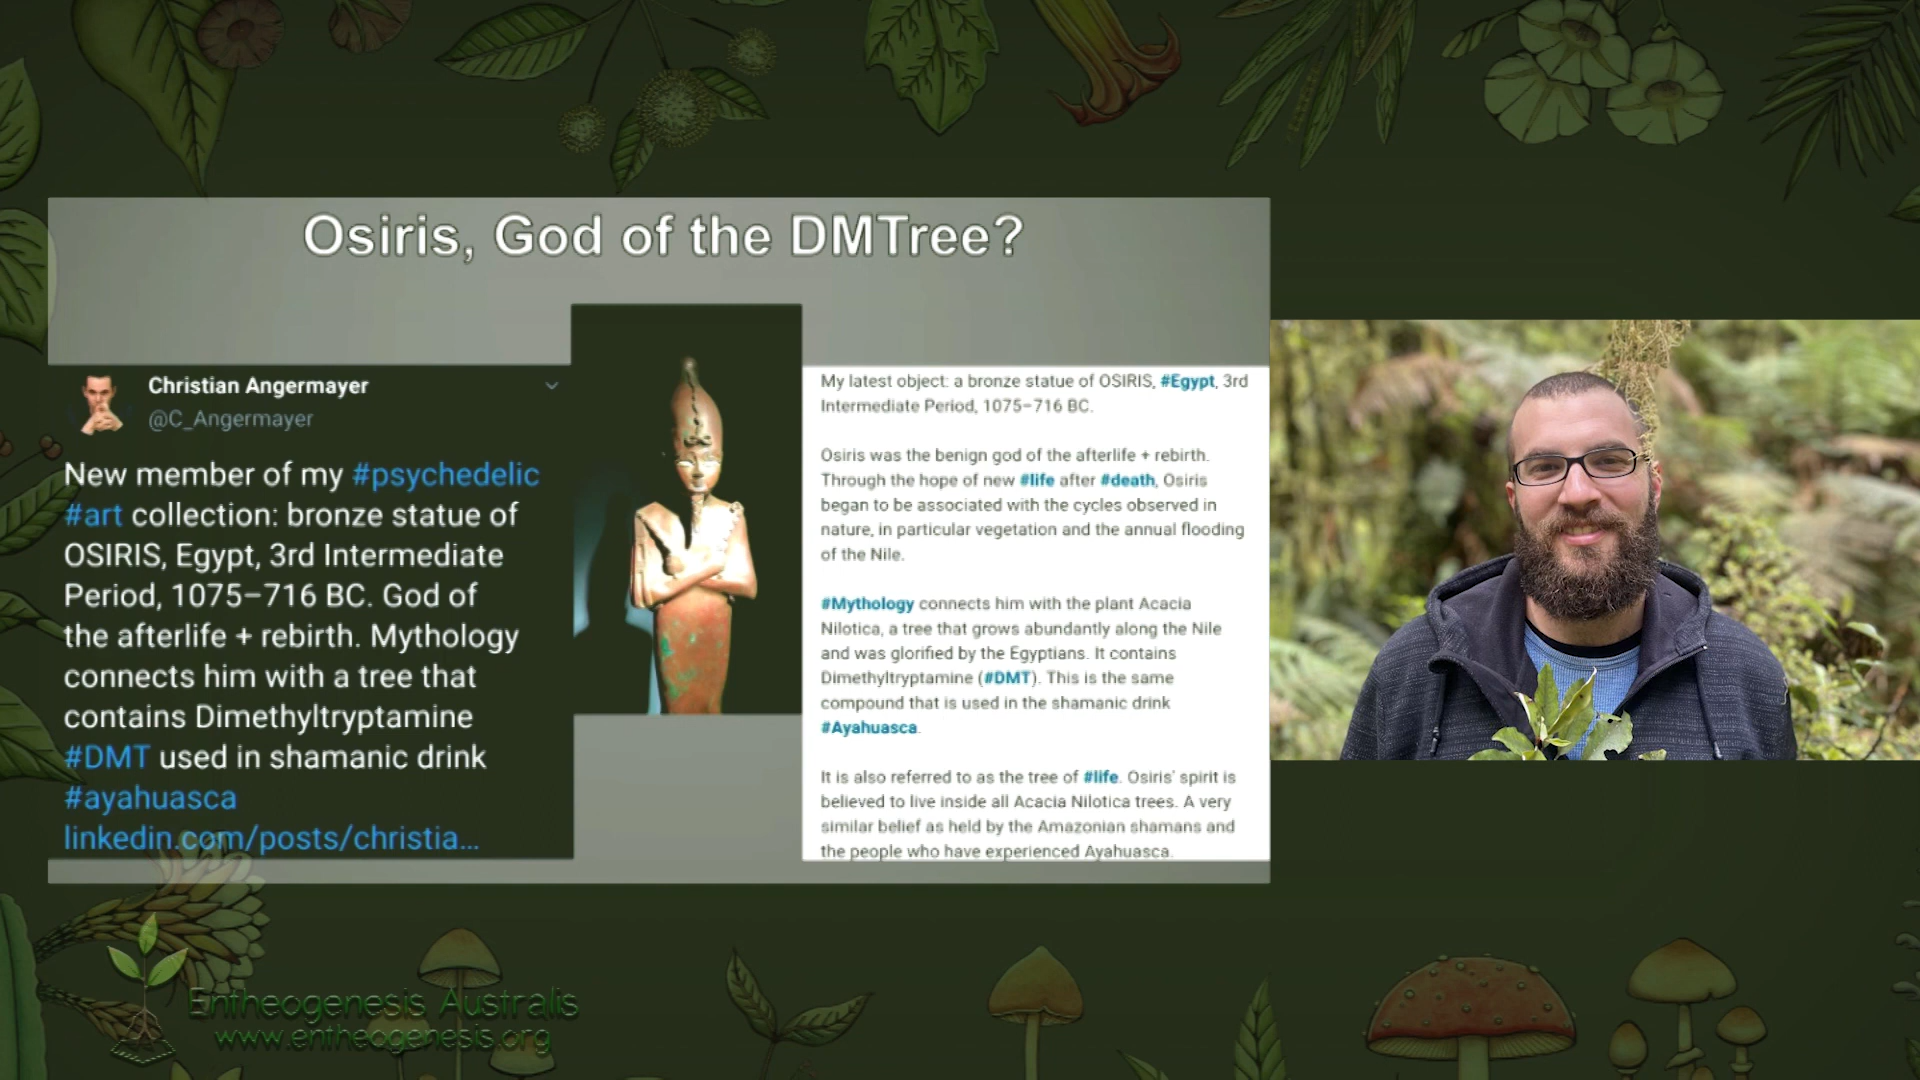 Osiris, God of the DMTree?
Christian Angermayer
@C_Angermayer
New member of my #psychedelic
#art collection: bronze statue of
OSIRIS, Egypt, 3rd Intermediate
Period, 1075–716 BC. God of
the afterlife + rebirth. Mythology
connects him with a tree that
contains Dimethyltryptamine
#DMT used in shamanic drink
#ayahuasca
linkedin.com/posts/christia...
My latest object: a bronze statue of OSIRIS, #Egypt, 3rd
Intermediate Period, 1075–716 BC.
Osiris was the benign god of the afterlife + rebirth.
Through the hope of new #life after #death, Osiris
began to be associated with the cycles observed in
nature, in particular vegetation and the annual flooding
of the Nile.
#Mythology connects him with the plant Acacia
Nilotica, a tree that grows abundantly along the Nile
and was glorified by the Egyptians. It contains
Dimethyltryptamine (#DMT). This is the same
compound that is used in the shamanic drink
#Ayahuasca.
It is also referred to as the tree of #life. Osiris' spirit is
believed to live inside all Acacia Nilotica trees. A very
similar belief as held by the Amazonian shamans and
the people who have experienced Ayahuasca.
Entheogenesis Australis
www.entheogenesis.org